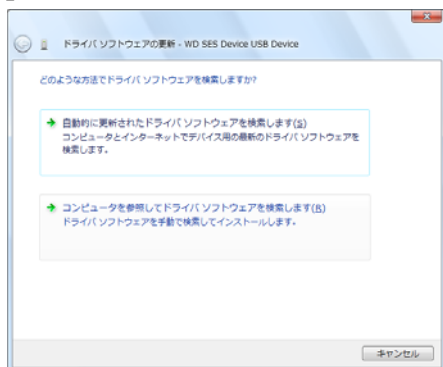 ドライバ ソフトウェアの更新 - WD SES Device USB Device
どのような方法でドライバ ソフトウェアを検索しますか?
自動的に更新されたドライバ ソフトウェアを検索します(S)
コンピュータとインターネットでデバイス用の最新のドライバ ソフトウェアを
検索します。
コンピュータを参照してドライバ ソフトウェアを検索します(R)
ドライバ ソフトウェアを手動で検索してインストールします。
キャンセル